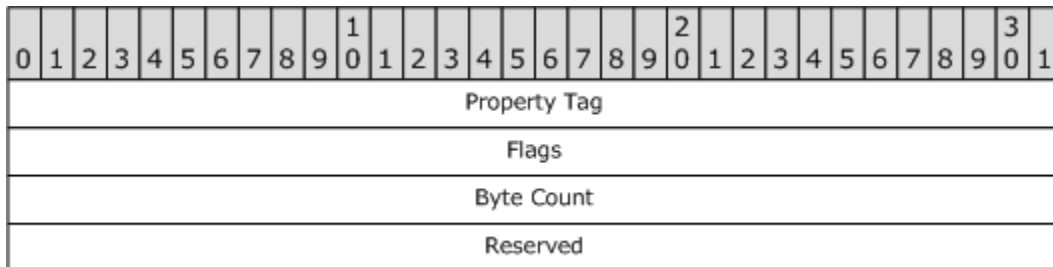 1 2 3
0 1 2 3 4 5 6 7 8 9 0 1 2 3 4 5 6 7 8 9 0 1 2 3 4 5 6 7 8 9 0 1
Property Tag
Flags
Byte Count
Reserved